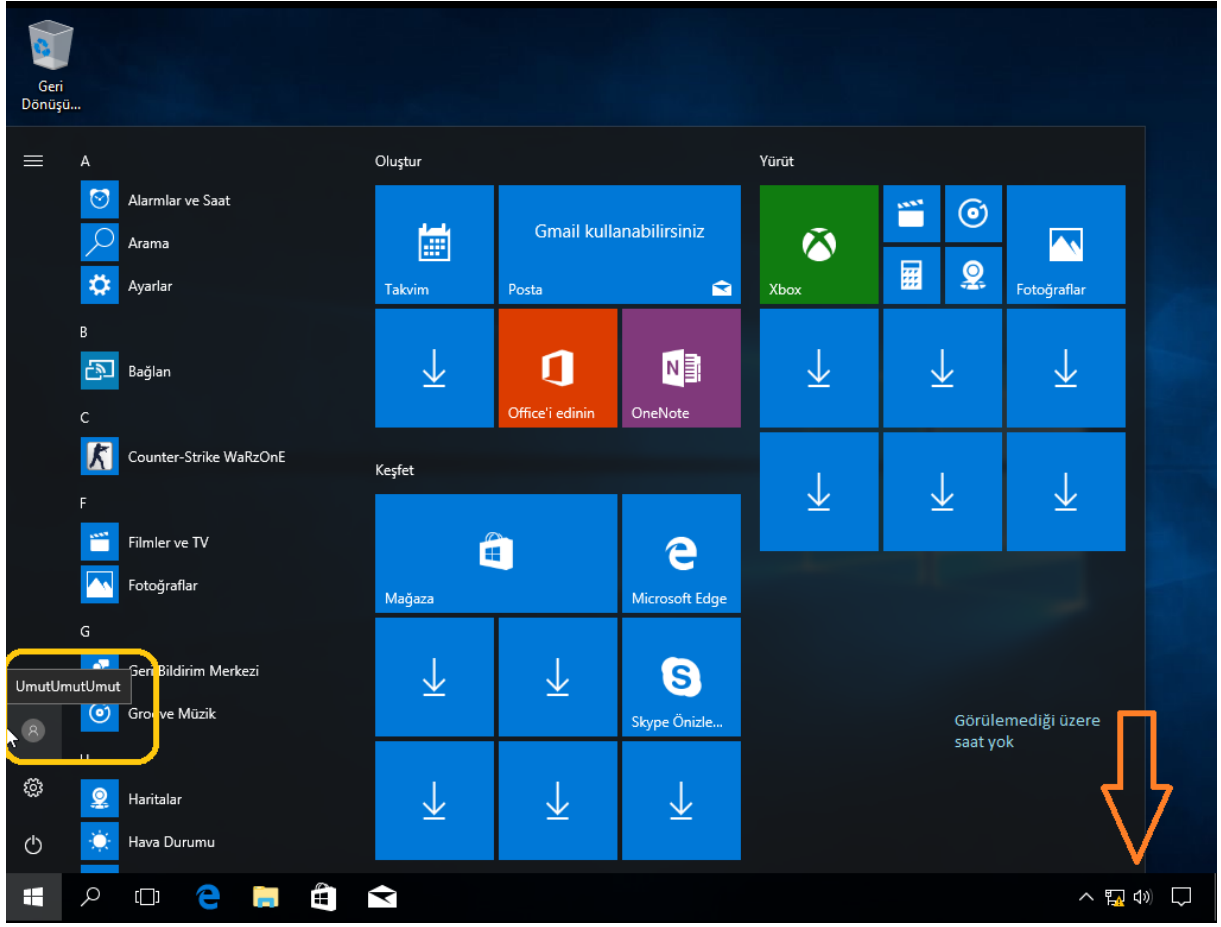 Geri
Dönüşü...
A
Alarmlar ve Saat
Arama
Ayarlar
B
Bağlan
C
Counter-Strike WaRzOnE
F
Filmler ve TV
Fotoğraflar
G
Geri Bildirim Merkezi
UmutUmutUmut
Groove Müzik
H
Haritalar
Hava Durumu
Oluştur
Takvim
Gmail kullanabilirsiniz
Posta
Office'i edinin
OneNote
Keşfet
Mağaza
Microsoft Edge
Skype Önizle...
Yürüt
Xbox
Fotoğraflar
Görülemediği üzere
saat yok